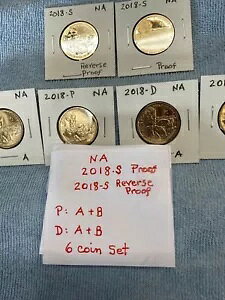 2018-S NA
Reverse
Proof
2018-S NA
Proof
NA
A
2018-P NA
2018-D NA
A
NA
2018-S Proof
2018-S Reverse
Proof
P: A+B
D: A+B
6 coin set